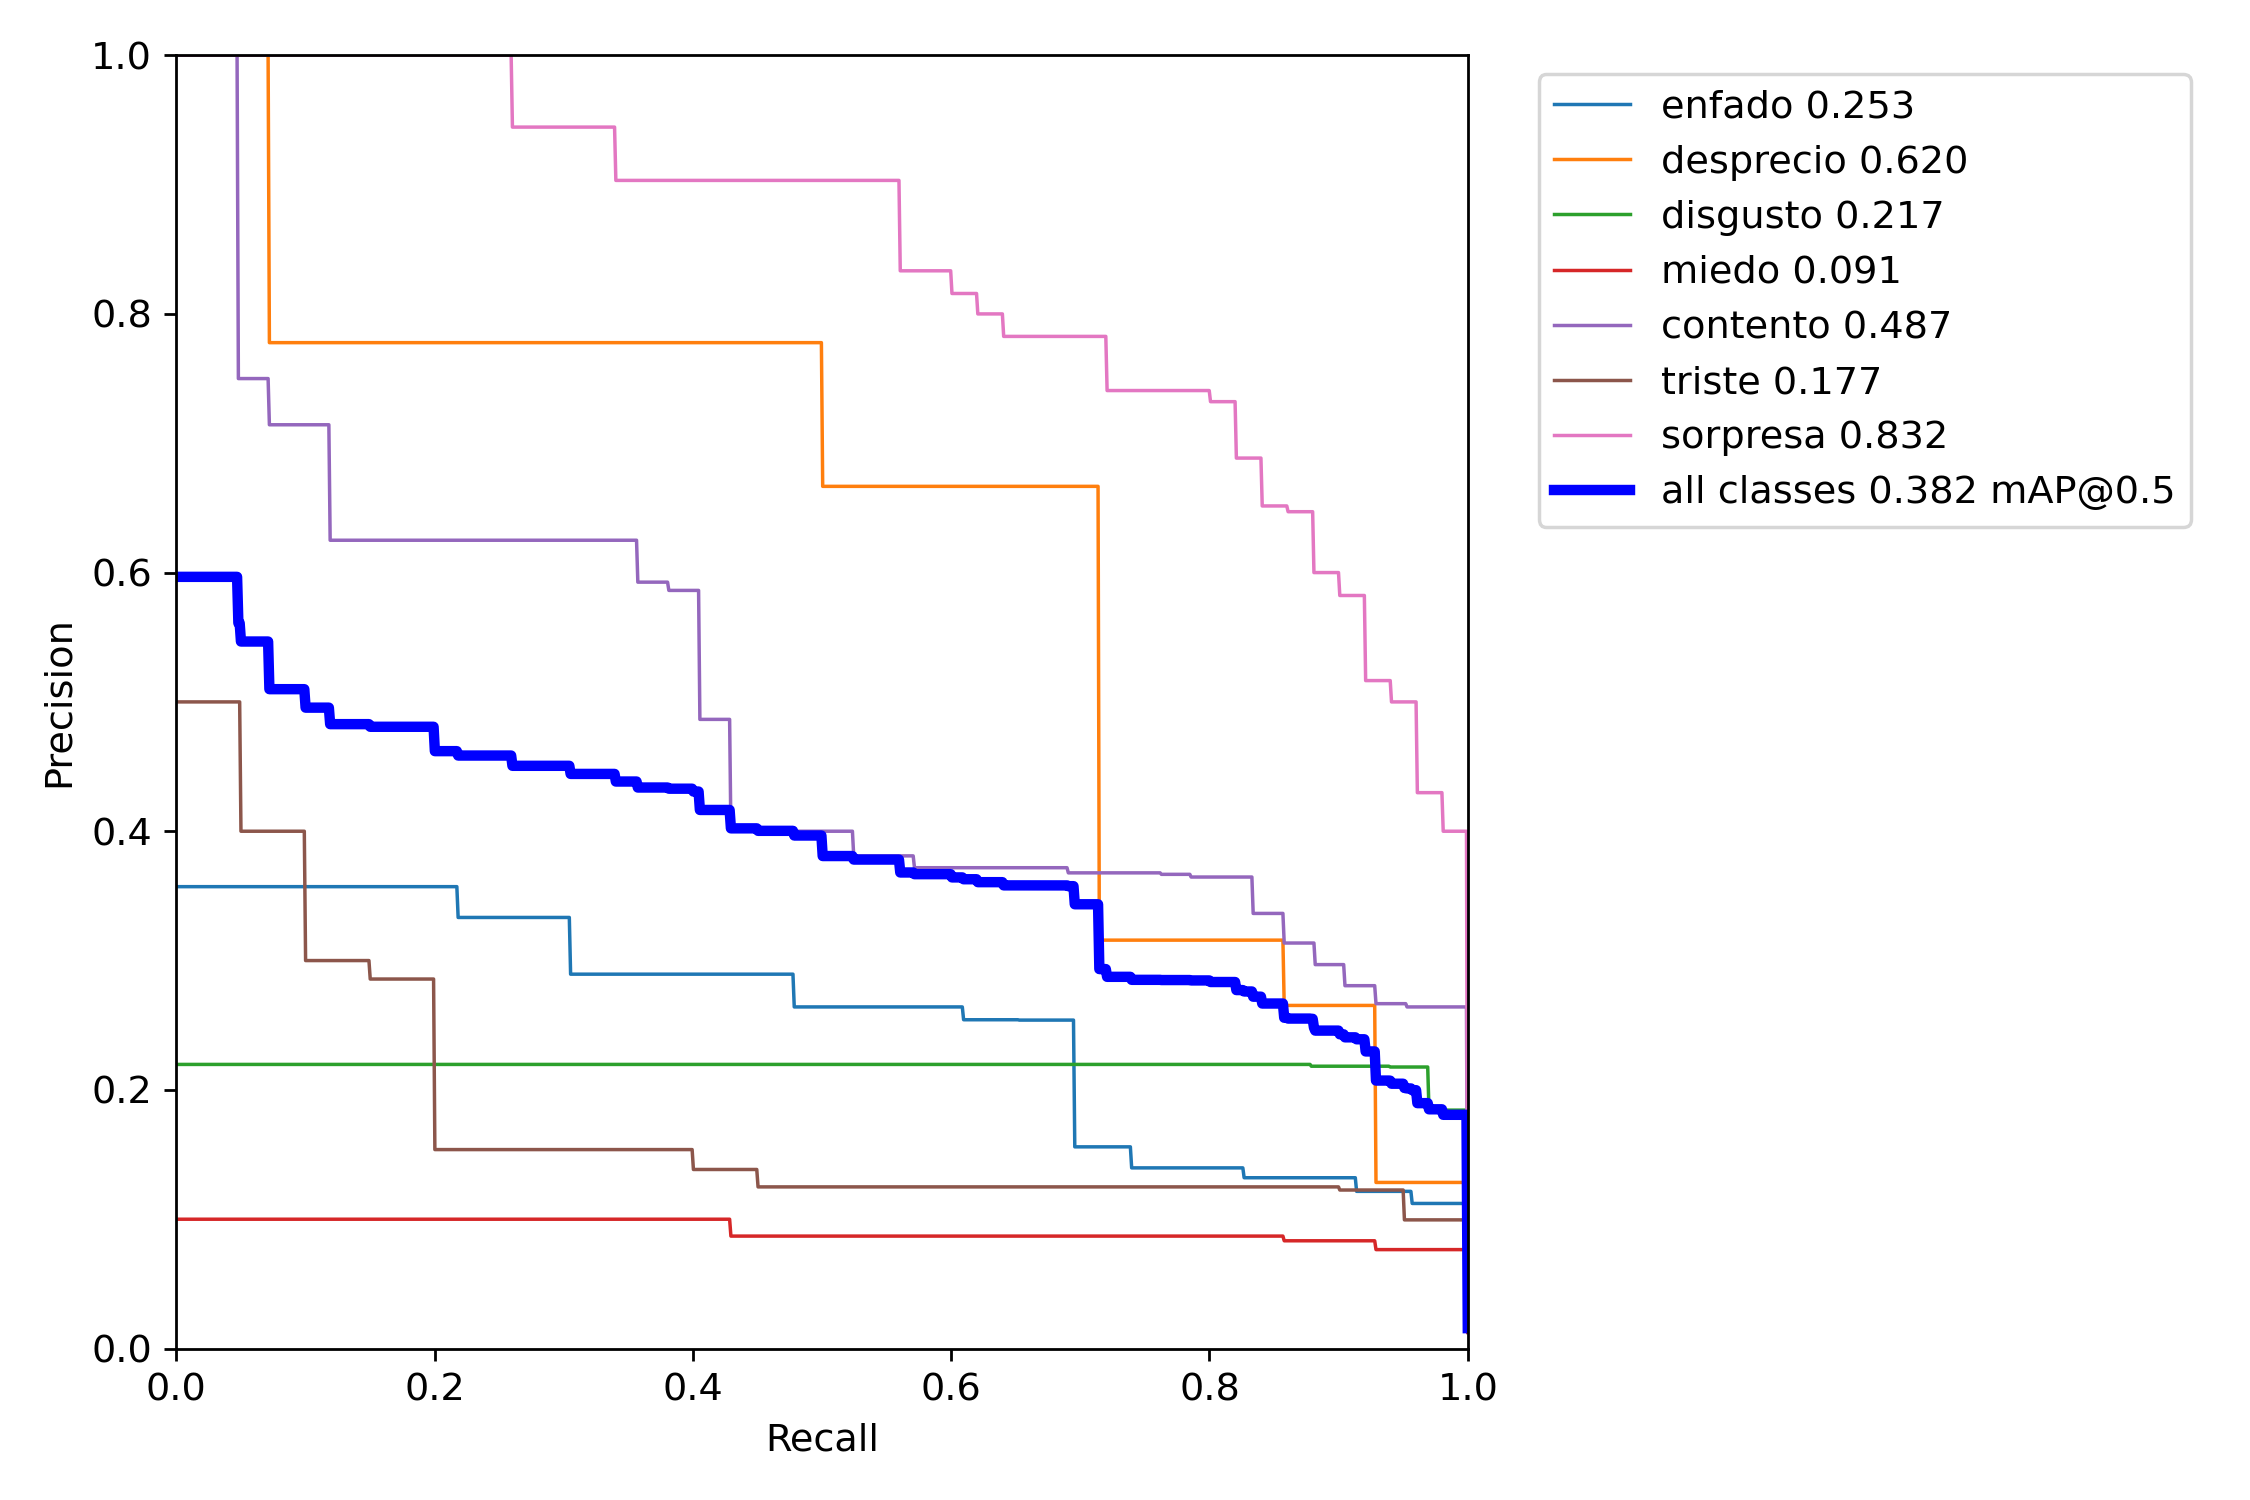 1.0
0.8
0.6
0.4
0.2
0.0
Precision
0.0 0.2 0.4 0.6 0.8 1.0
Recall
enfado 0.253
desprecio 0.620
disgusto 0.217
miedo 0.091
contento 0.487
triste 0.177
sorpresa 0.832
all classes 0.382 mAP@0.5